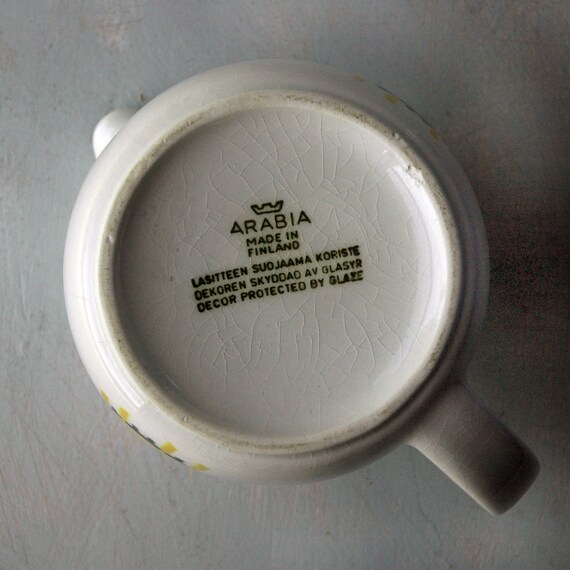 ARABIA
MADE IN
FINLAND
LASITTEEN SUOJAAMA KORISTE
DEKOREN SKYDDAD AV GLASYR
DECOR PROTECTED BY GLAZE